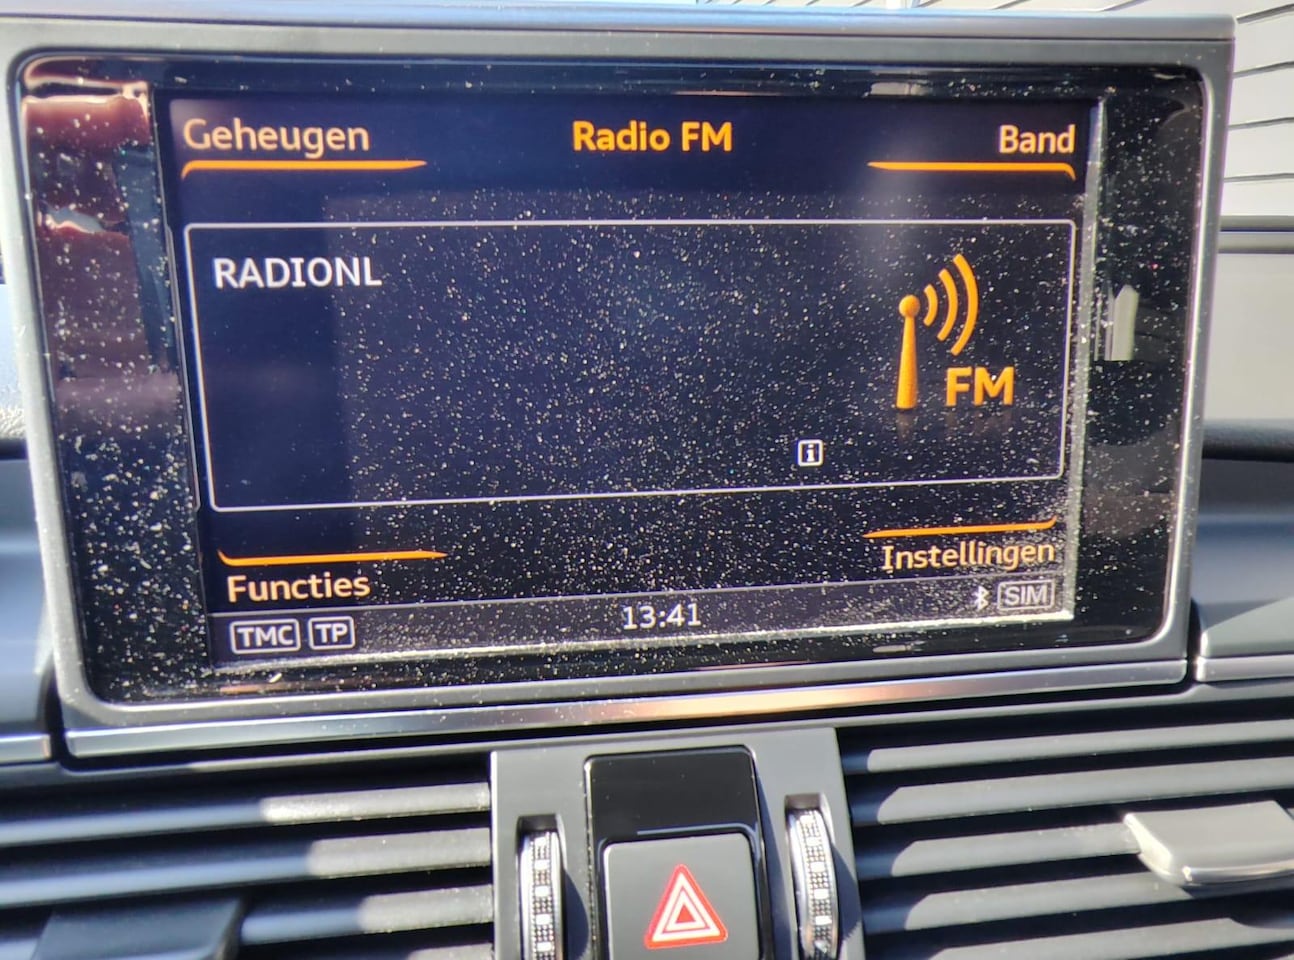 Geheugen Radio FM Band
RADIONL
FM
i
Functies Instellingen
TMC TP 13:41 SIM